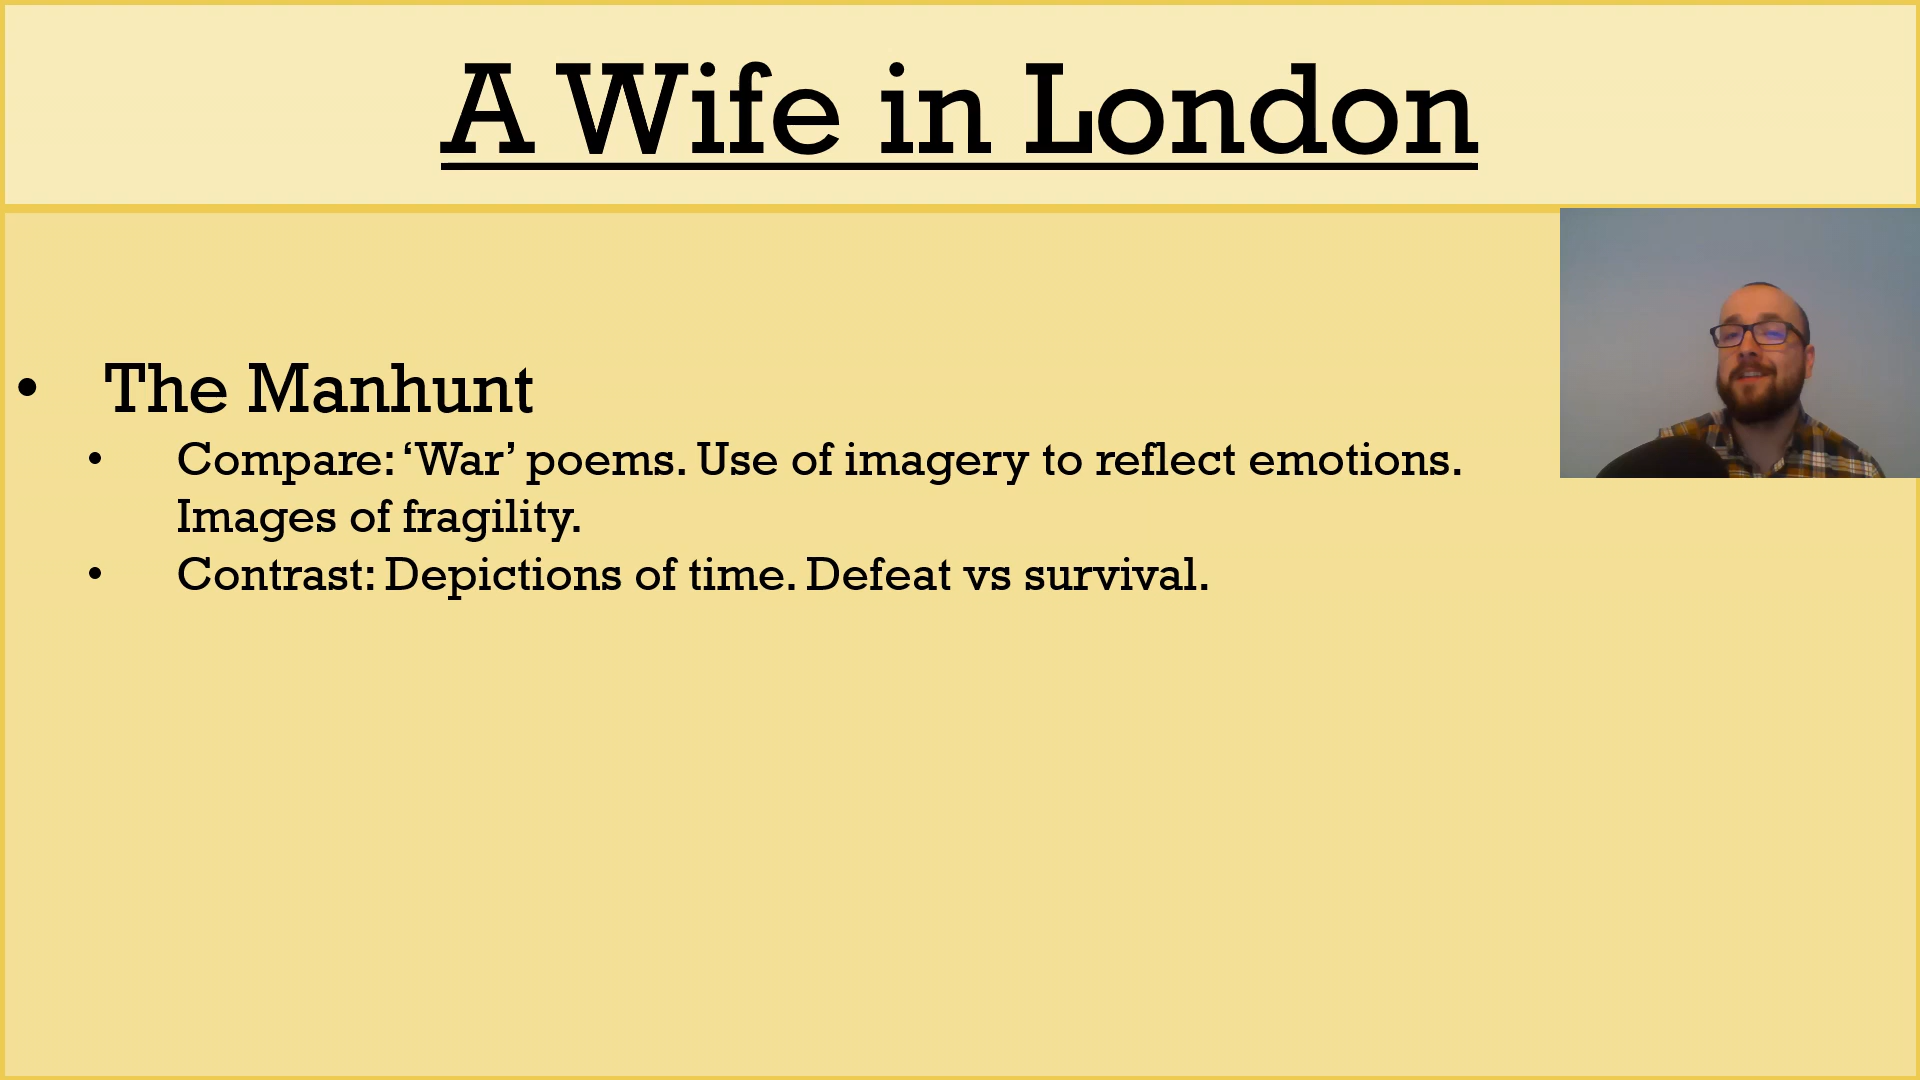 A Wife in London
• The Manhunt
• Compare: ‘War’ poems. Use of imagery to reflect emotions.
Images of fragility.
• Contrast: Depictions of time. Defeat vs survival.